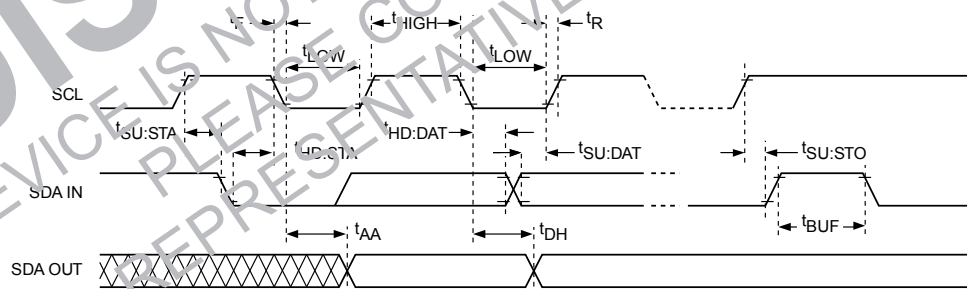 tF
tHIGH
tR
tLOW
tLOW
SCL
tSU:STA
tHD:STA
tHD:DAT
tSU:DAT
tSU:STO
SDA IN
tBUF
tAA
tDH
SDA OUT
DIS
DEVICE IS NOT
PLEASE CO
REPRESENTATIVE